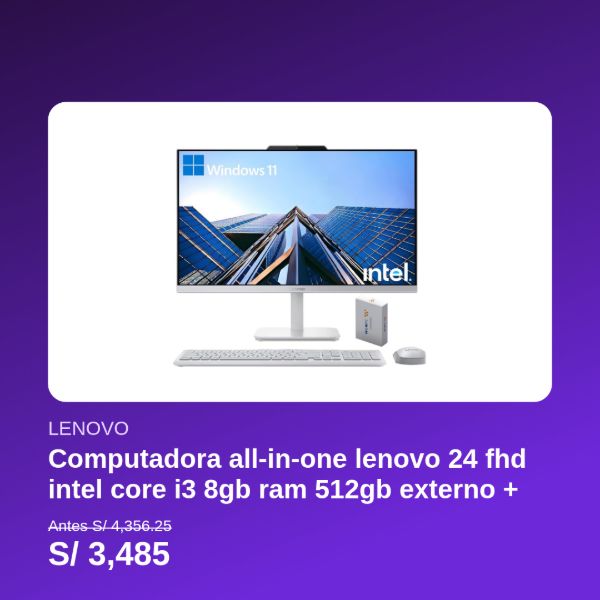 Windows 11
intel.
LENOVO
Computadora all-in-one lenovo 24 fhd
intel core i3 8gb ram 512gb externo +
Antes S/ 4,356.25
S/ 3,485